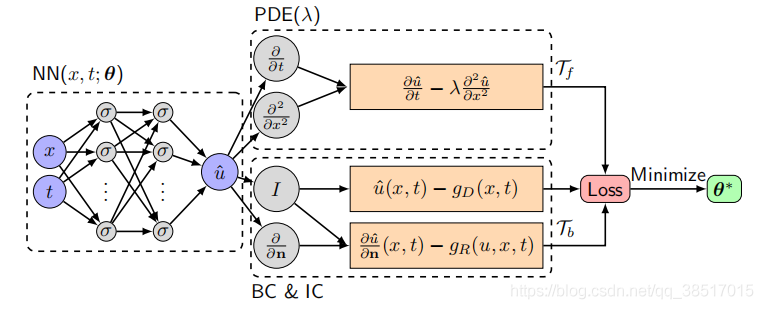 PDE(λ)
NN(x, t; θ)
x
t
σ
σ
σ
⋮
σ
σ
σ
⋮
σ
û
∂/∂t
∂²/∂x²
∂û/∂t − λ ∂²û/∂x²
𝒯_f
I
û(x, t) − g_D(x, t)
∂/∂n
∂û/∂n(x, t) − g_R(u, x, t)
𝒯_b
BC & IC
Loss
Minimize
θ*
https://blog.csdn.net/qq_38517015